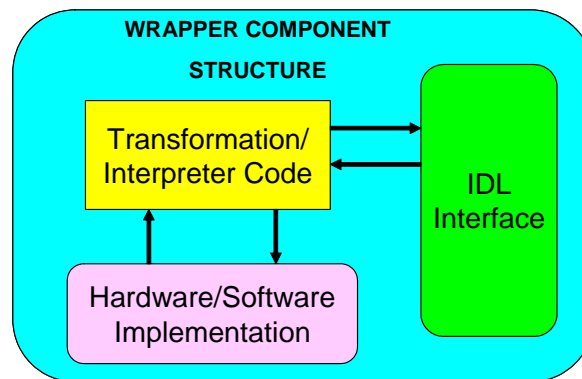 WRAPPER COMPONENT
STRUCTURE
Transformation/
Interpreter Code
IDL
Interface
Hardware/Software
Implementation